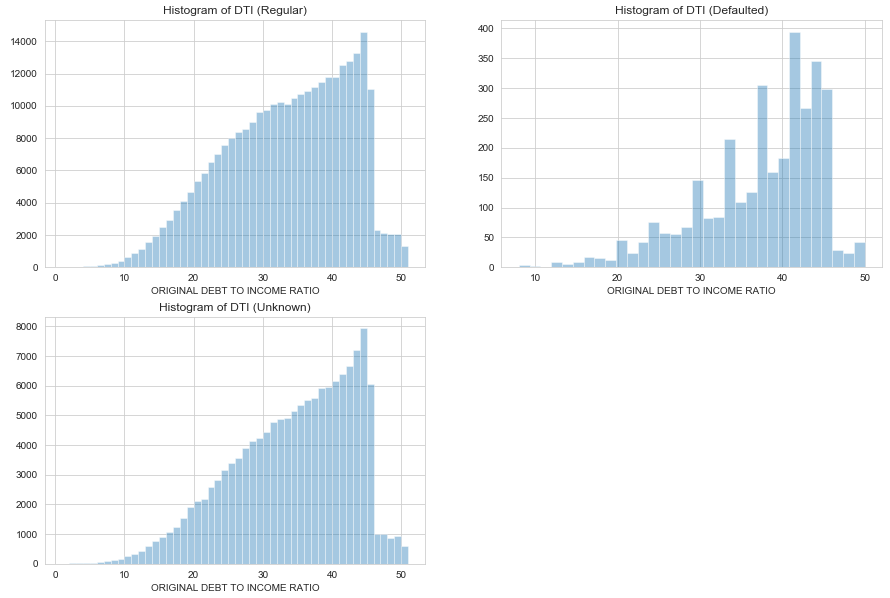 Histogram of DTI (Regular)
14000
12000
10000
8000
6000
4000
2000
0
0 10 20 30 40 50
ORIGINAL DEBT TO INCOME RATIO
Histogram of DTI (Defaulted)
400
350
300
250
200
150
100
50
0
10 20 30 40 50
ORIGINAL DEBT TO INCOME RATIO
Histogram of DTI (Unknown)
8000
7000
6000
5000
4000
3000
2000
1000
0
0 10 20 30 40 50
ORIGINAL DEBT TO INCOME RATIO